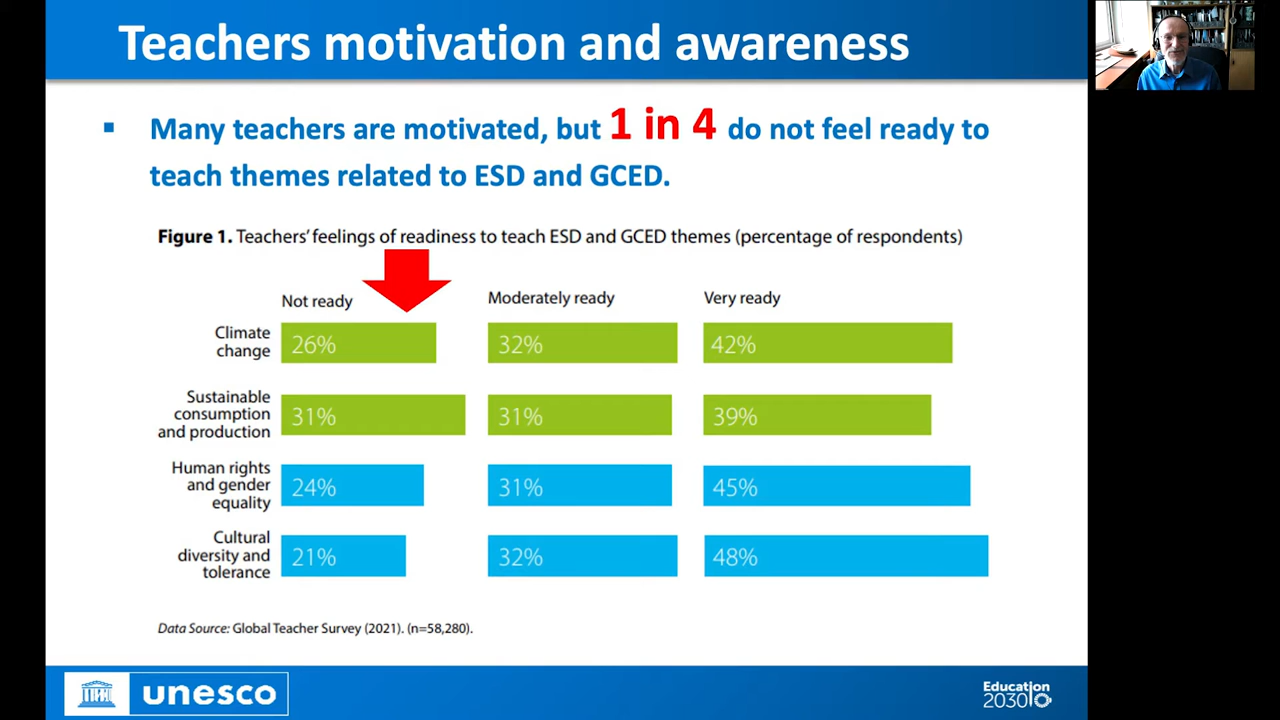 Teachers motivation and awareness
▪ Many teachers are motivated, but 1 in 4 do not feel ready to
teach themes related to ESD and GCED.
Figure 1. Teachers’ feelings of readiness to teach ESD and GCED themes (percentage of respondents)
Not ready Moderately ready Very ready
Climate
change
26% 32% 42%
Sustainable
consumption
and production
31% 31% 39%
Human rights
and gender
equality
24% 31% 45%
Cultural
diversity and
tolerance
21% 32% 48%
Data Source: Global Teacher Survey (2021). (n=58,280).
unesco
Education
2030